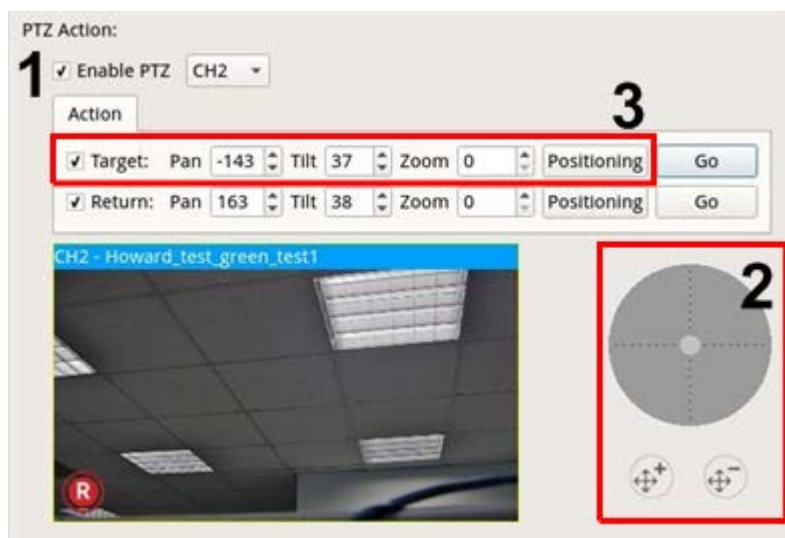 PTZ Action:
1 Enable PTZ CH2
Action 3
Target: Pan -143 Tilt 37 Zoom 0 Positioning Go
Return: Pan 163 Tilt 38 Zoom 0 Positioning Go
CH2 - Howard_test_green_test1
2
R